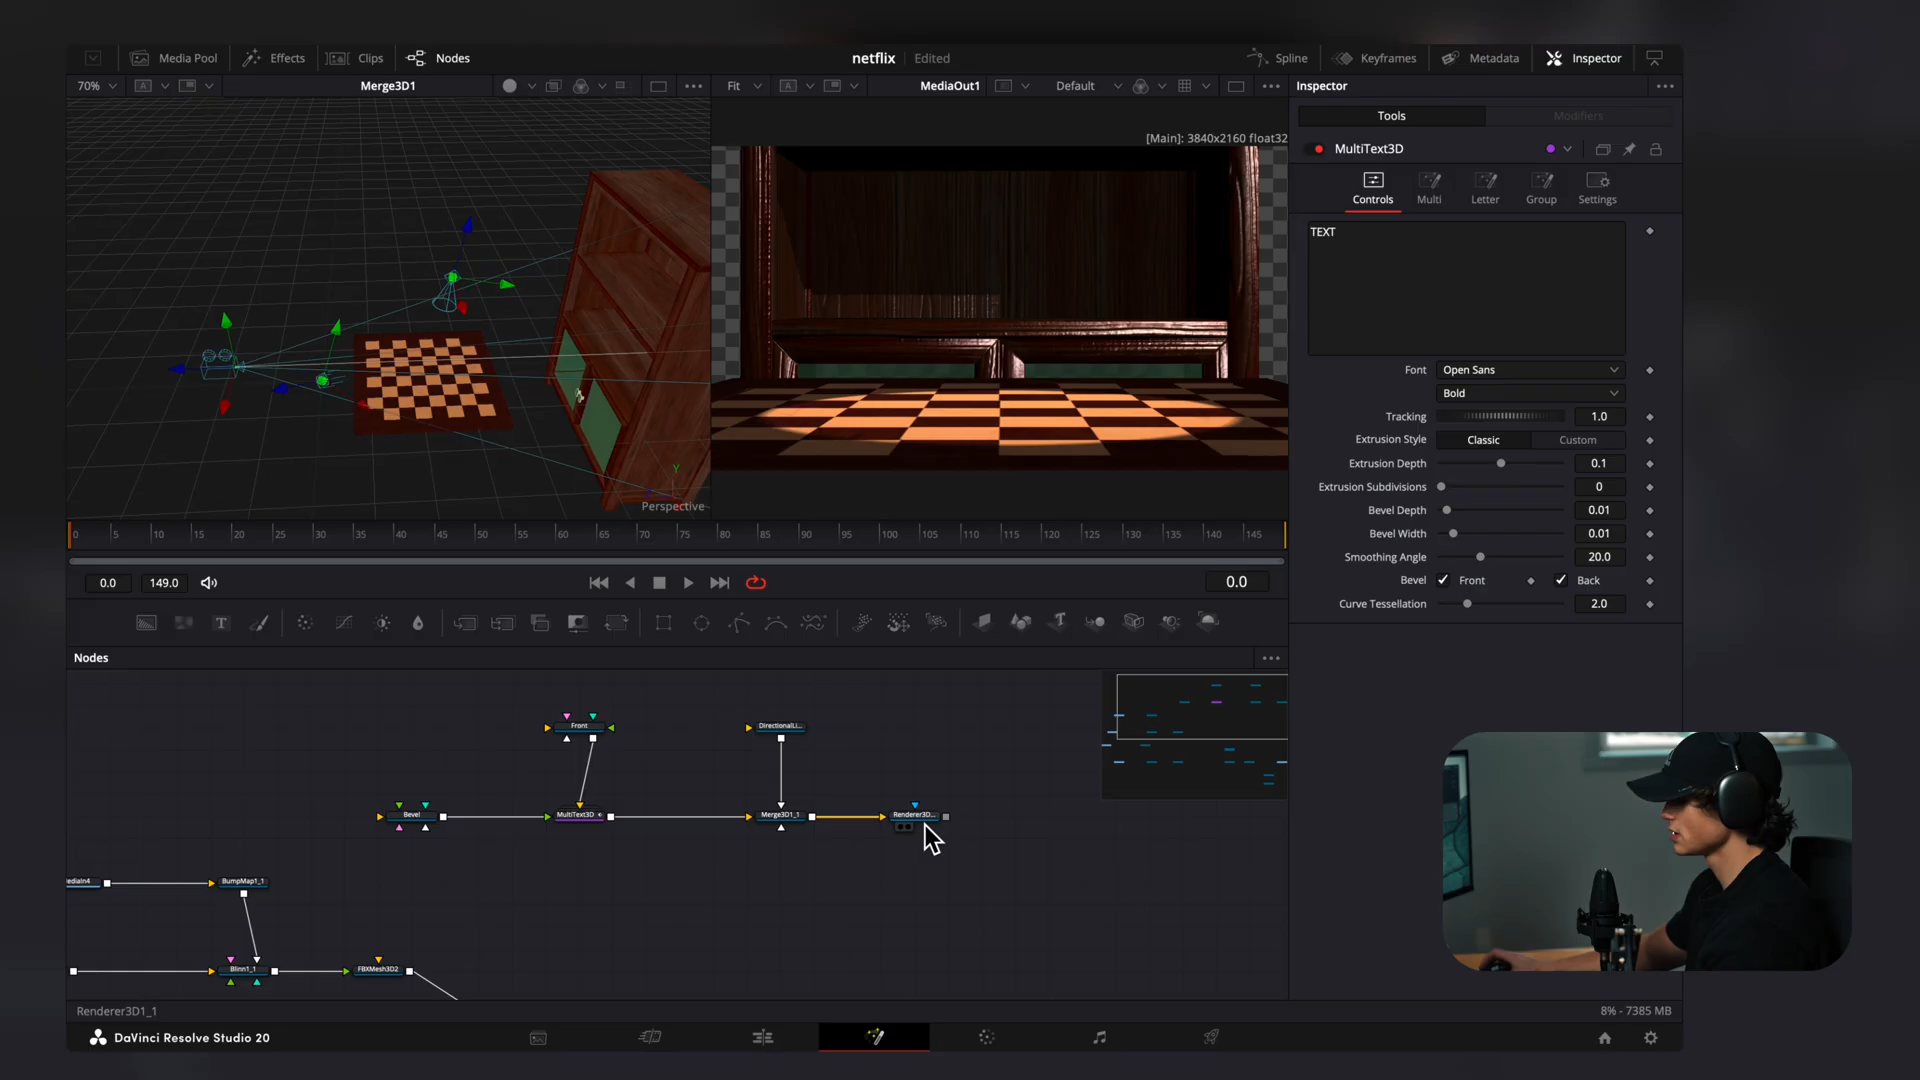 Media Pool
Effects
Clips
Nodes
netflix
Edited
Spline
Keyframes
Metadata
Inspector
70%
Merge3D1
Fit
MediaOut1
Default
Inspector
Tools
Modifiers
[Main]: 3840x2160 float32
MultiText3D
Controls
Multi
Letter
Group
Settings
TEXT
Font
Open Sans
Bold
Tracking
1.0
Extrusion Style
Classic
Custom
Extrusion Depth
0.1
Extrusion Subdivisions
0
Bevel Depth
0.01
Bevel Width
0.01
Smoothing Angle
20.0
Bevel
Front
Back
Curve Tessellation
2.0
Y
Perspective
0 5 10 15 20 25 30 35 40 45 50 55 60 65 70 75 80 85 90 95 100 105 110 115 120 125 130 135 140 145
0.0
149.0
0.0
Nodes
Front
DirectionalLi...
Bevel
MultiText3D
Merge3D1_1
Renderer3D...
ediaIn4
BumpMap1_1
Blinn1_1
FBXMesh3D2
Renderer3D1_1
8% - 7385 MB
DaVinci Resolve Studio 20